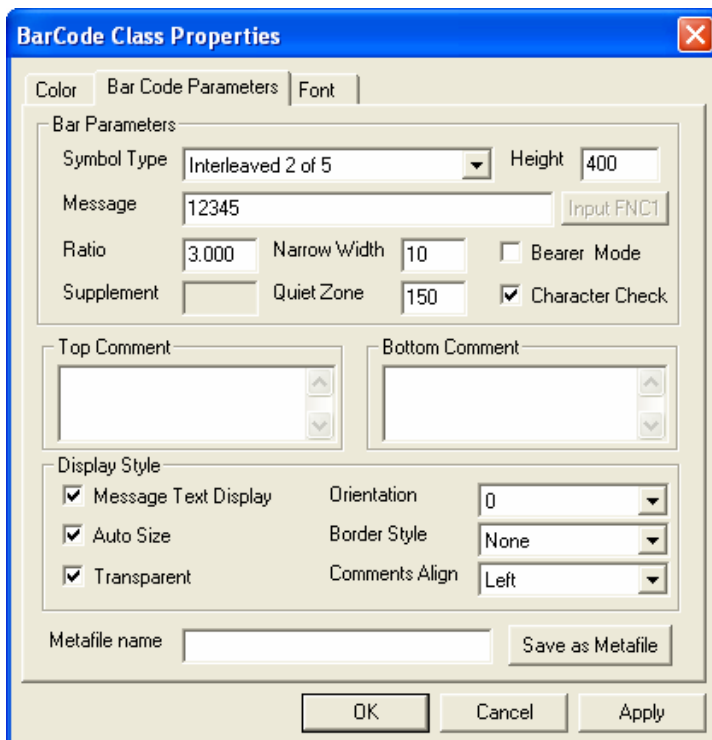 BarCode Class Properties
Color Bar Code Parameters Font
Bar Parameters
Symbol Type Interleaved 2 of 5 Height 400
Message 12345 Input FNC1
Ratio 3.000 Narrow Width 10 Bearer Mode
Supplement Quiet Zone 150 Character Check
Top Comment Bottom Comment
Display Style
Message Text Display Orientation 0
Auto Size Border Style None
Transparent Comments Align Left
Metafile name Save as Metafile
OK Cancel Apply